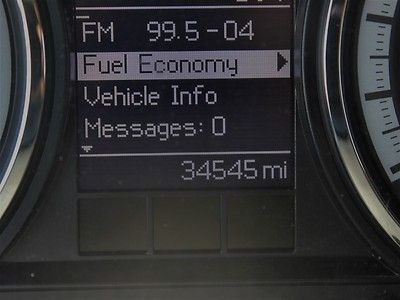 FM 99.5-04
Fuel Economy
Vehicle Info
Messages: 0
34545 mi